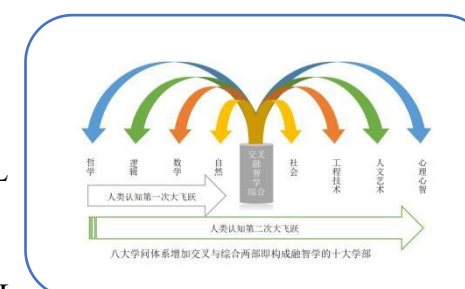 哲学
逻辑
数学
自然
交叉
融智学
综合
社会
工程技术
人文艺术
心理心智
人类认知第一次大飞跃
人类认知第二次大飞跃
八大学问体系增加交叉与综合两部即构成融智学的十大学部